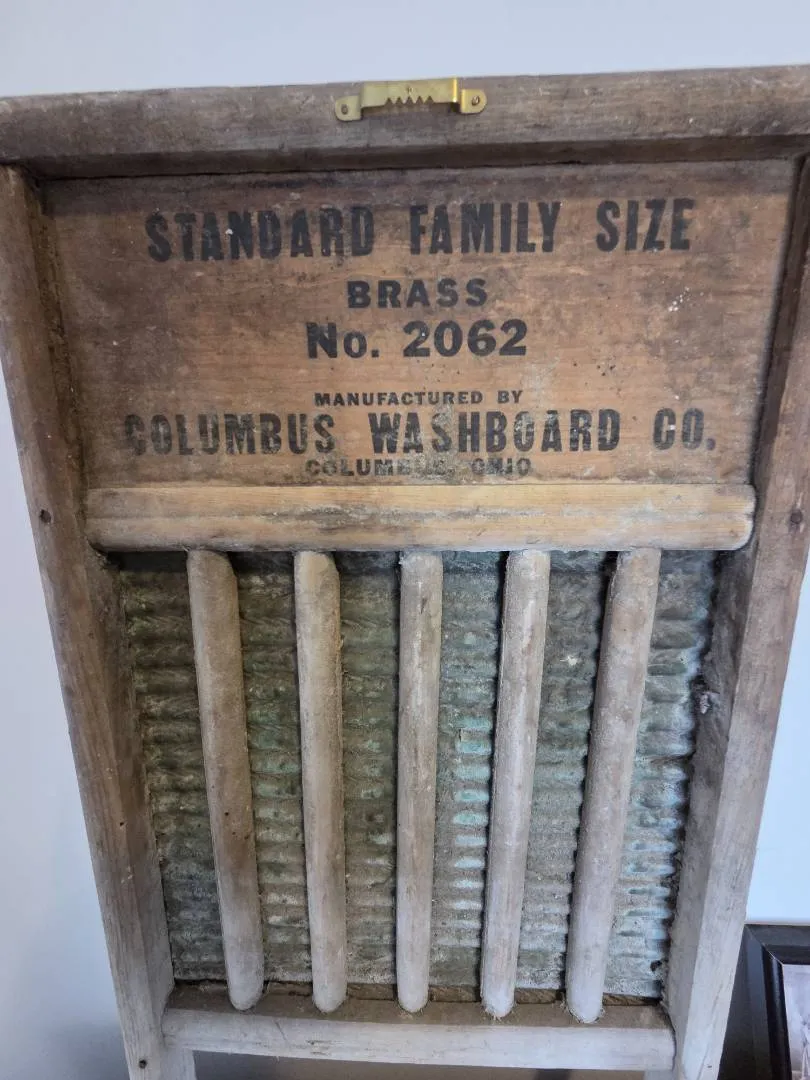 STANDARD FAMILY SIZE
BRASS
No. 2062
MANUFACTURED BY
COLUMBUS WASHBOARD CO.
COLUMBUS, OHIO